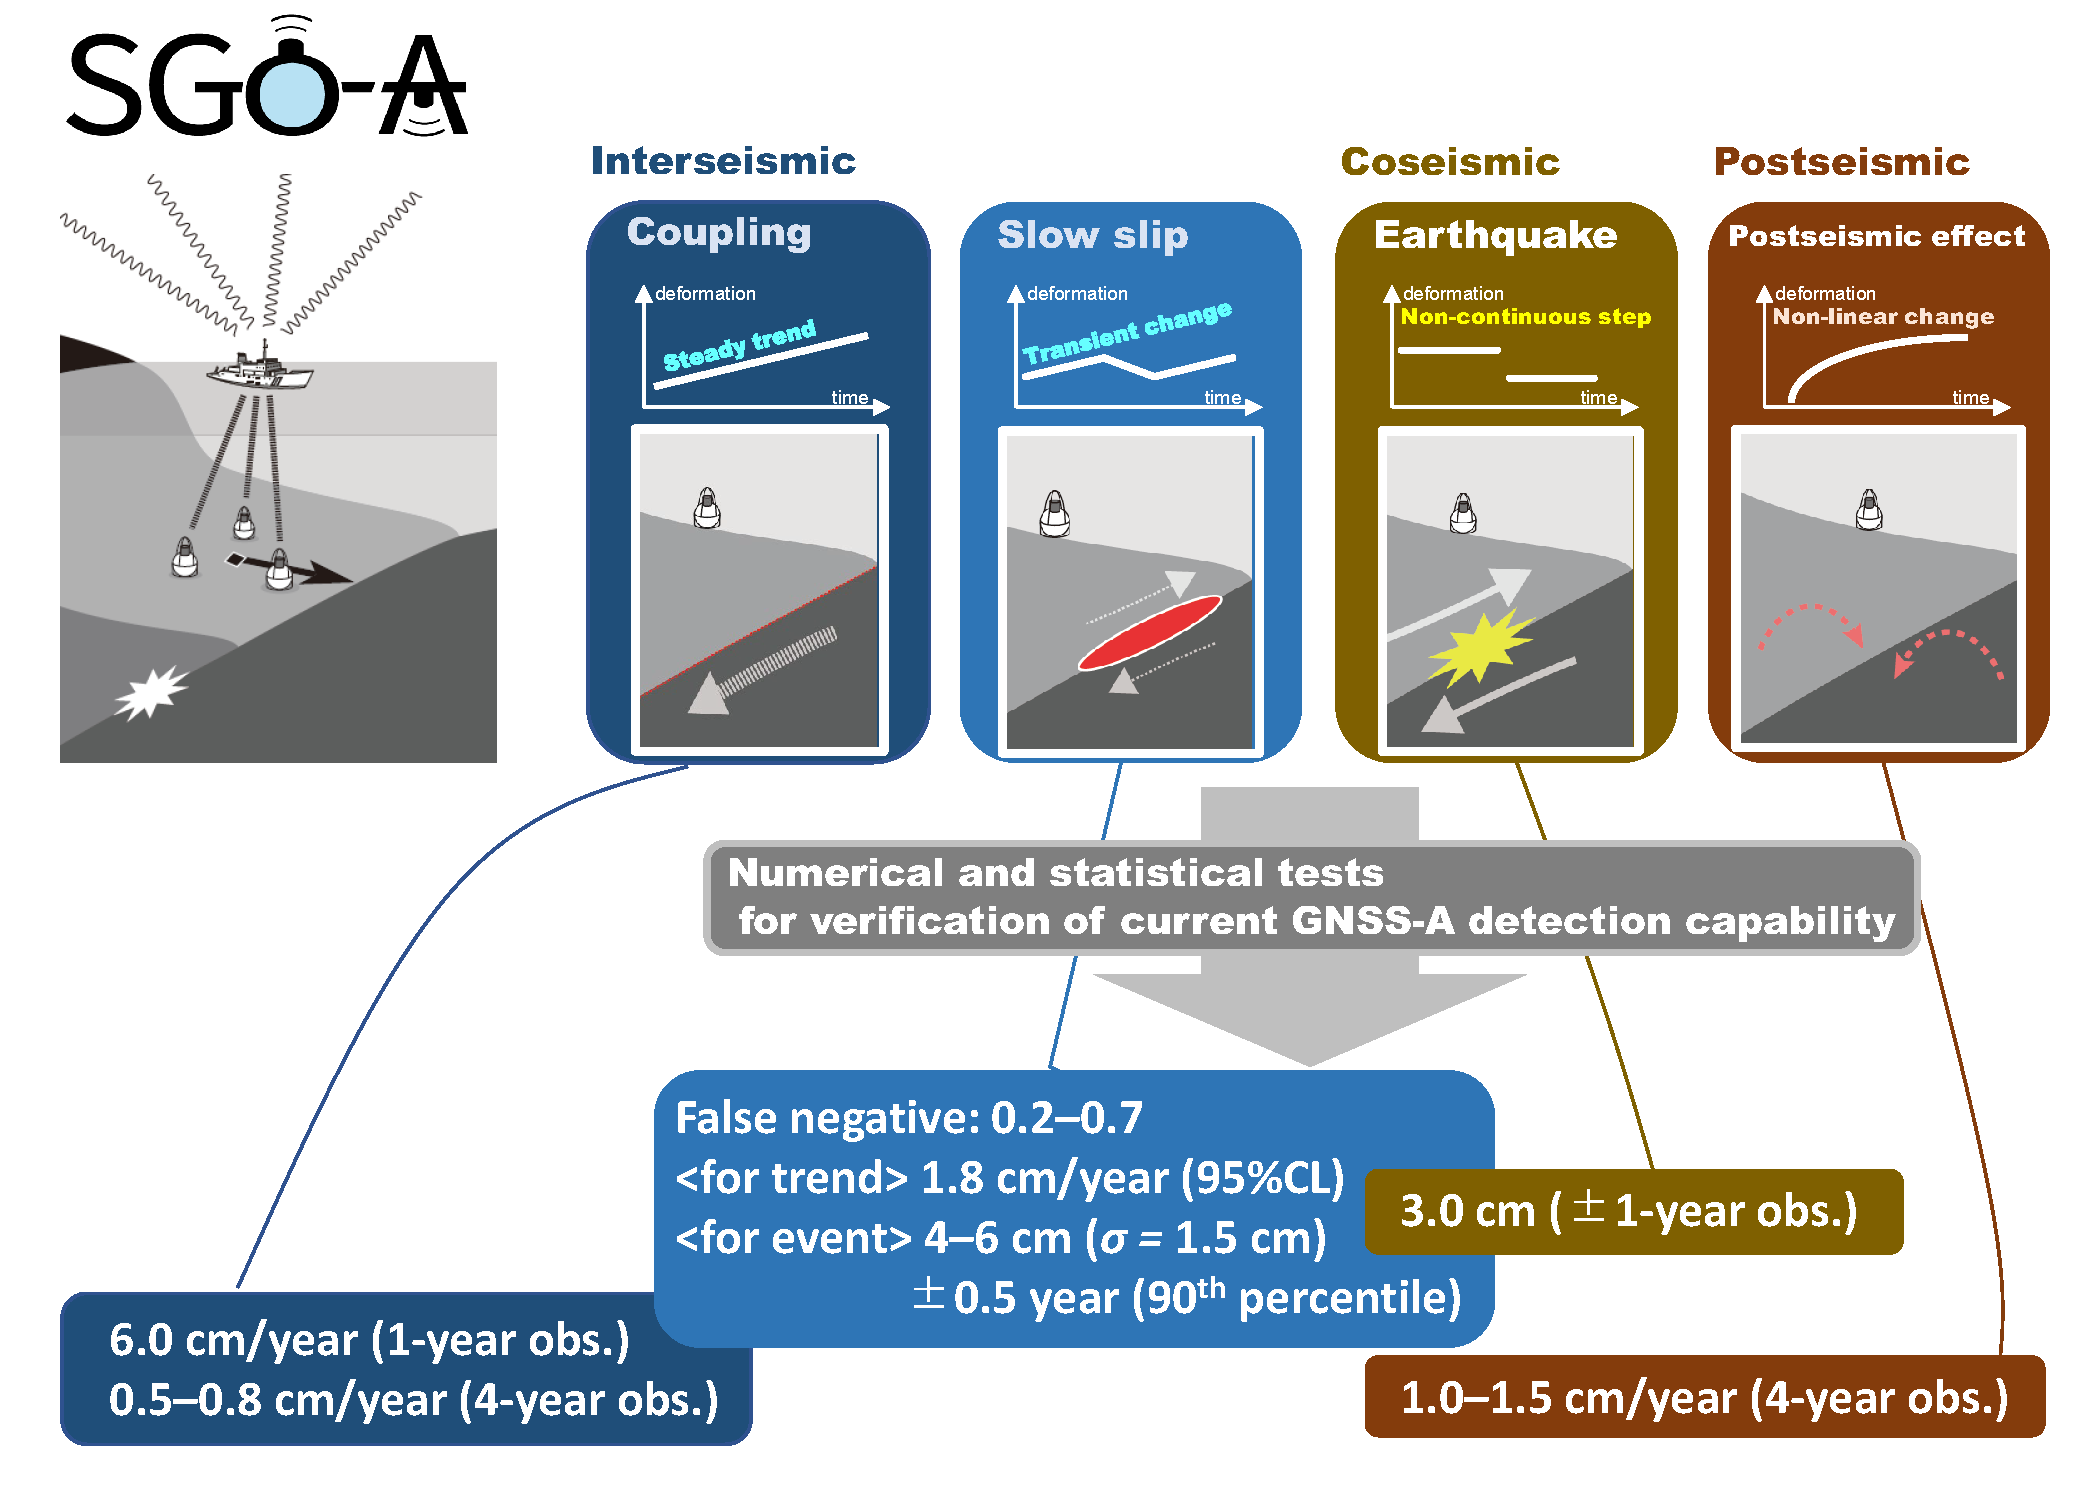 SGO-A
Interseismic
Coseismic
Postseismic
Coupling
deformation
Steady trend
time
Slow slip
deformation
Transient change
time
Earthquake
deformation
Non-continuous step
time
Postseismic effect
deformation
Non-linear change
time
Numerical and statistical tests
for verification of current GNSS-A detection capability
False negative: 0.2–0.7
<for trend> 1.8 cm/year (95%CL)
<for event> 4–6 cm (σ = 1.5 cm)
±0.5 year (90th percentile)
3.0 cm (±1-year obs.)
6.0 cm/year (1-year obs.)
0.5–0.8 cm/year (4-year obs.)
1.0–1.5 cm/year (4-year obs.)